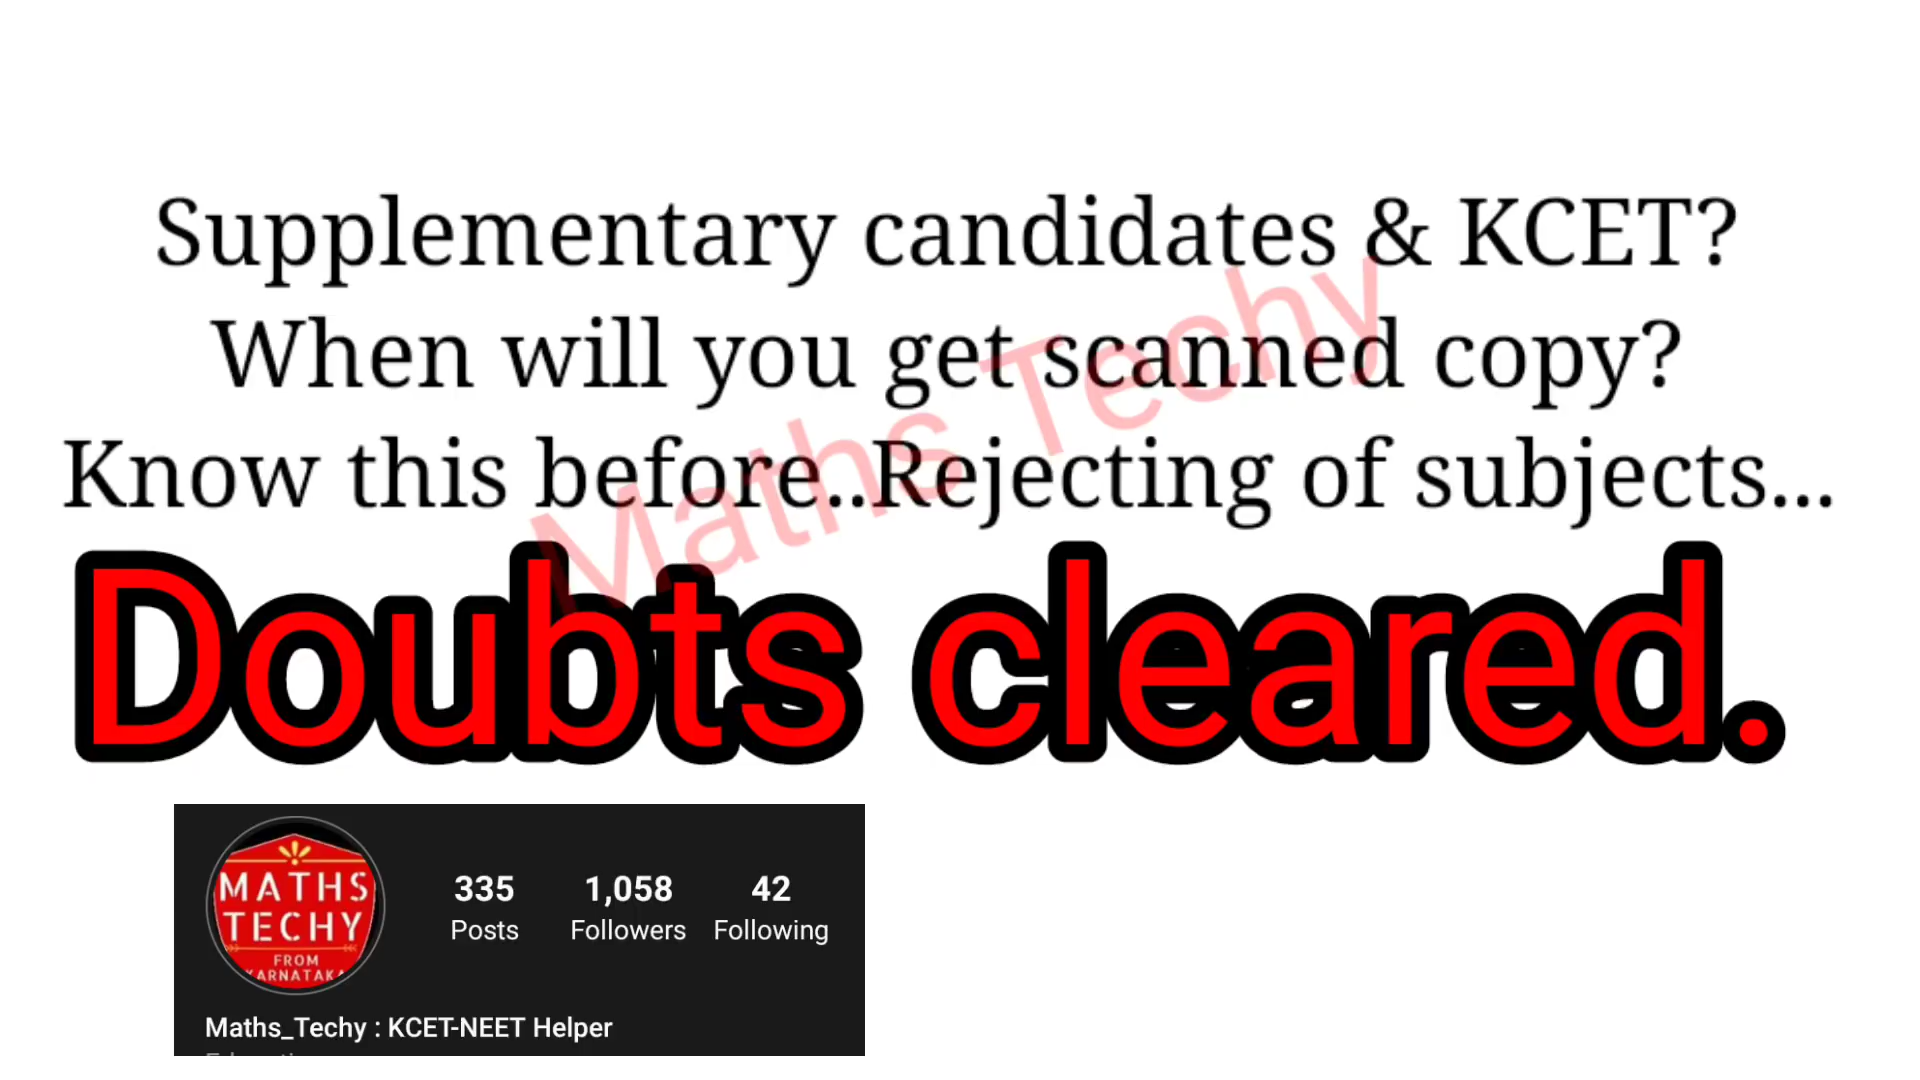 Supplementary candidates & KCET?
When will you get scanned copy?
Know this before..Rejecting of subjects...
Maths Techy
Doubts cleared.
MATHS
TECHY
FROM
KARNATAKA
335
1,058
42
Posts
Followers
Following
Maths_Techy : KCET-NEET Helper